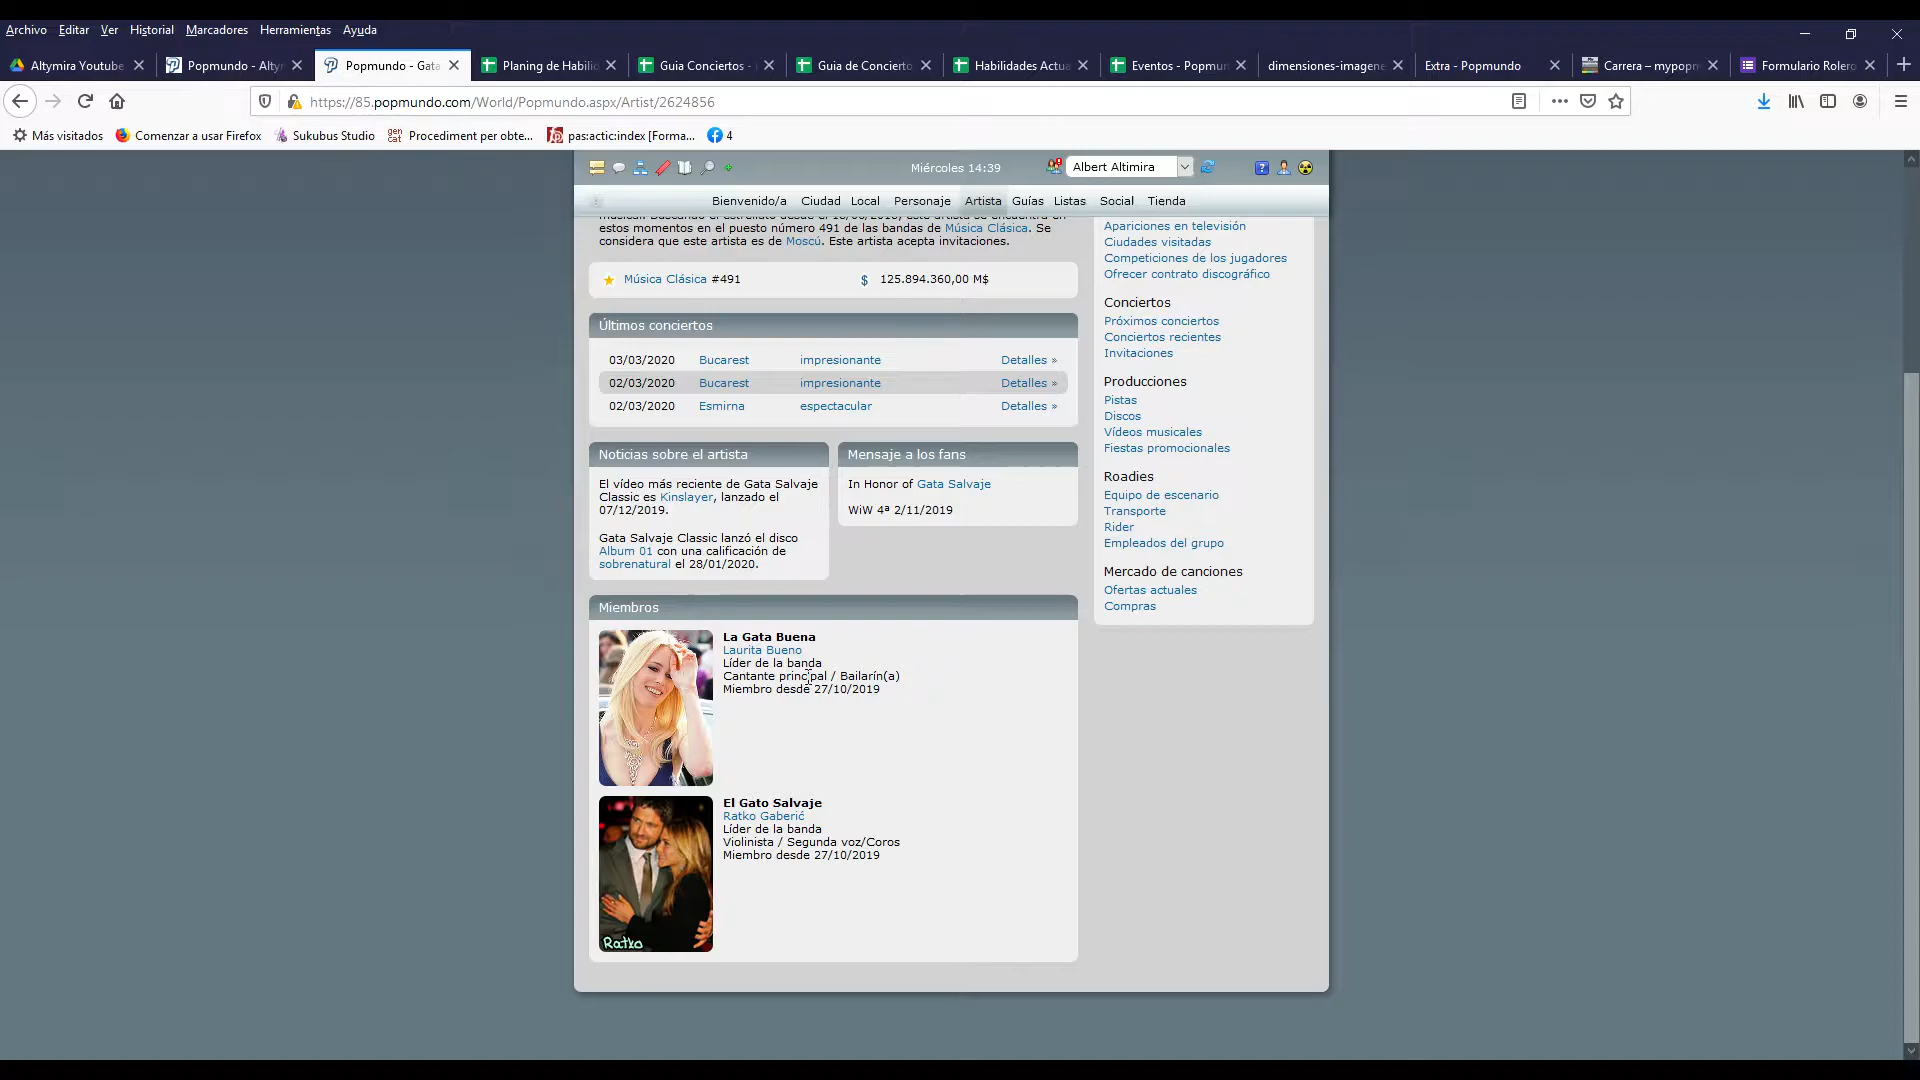 Archivo Editar Ver Historial Marcadores Herramientas Ayuda
Altymira Youtube
Popmundo - Alty
Popmundo - Gata
Planing de Habilid
Guia Conciertos -
Guia de Concierto
Habilidades Actua
Eventos - Popmun
dimensiones-imagene
Extra - Popmundo
Carrera – mypopm
Formulario Rolero
https://85.popmundo.com/World/Popmundo.aspx/Artist/2624856
Más visitados
Comenzar a usar Firefox
Sukubus Studio
gen cat
Procediment per obte...
pas:actic:index [Forma...
4
Miércoles 14:39
Albert Altimira
Bienvenido/a Ciudad Local Personaje Artista Guías Listas Social Tienda
estos momentos en el puesto número 491 de las bandas de Música Clásica. Se
considera que este artista es de Moscú. Este artista acepta invitaciones.
Música Clásica #491
$ 125.894.360,00 M$
Últimos conciertos
03/03/2020 Bucarest impresionante Detalles »
02/03/2020 Bucarest impresionante Detalles »
02/03/2020 Esmirna espectacular Detalles »
Noticias sobre el artista
El vídeo más reciente de Gata Salvaje
Classic es Kinslayer, lanzado el
07/12/2019.
Gata Salvaje Classic lanzó el disco
Album 01 con una calificación de
sobrenatural el 28/01/2020.
Mensaje a los fans
In Honor of Gata Salvaje
WiW 4ª 2/11/2019
Miembros
La Gata Buena
Laurita Bueno
Líder de la banda
Cantante principal / Bailarín(a)
Miembro desde 27/10/2019
El Gato Salvaje
Ratko Gaberić
Líder de la banda
Violinista / Segunda voz/Coros
Miembro desde 27/10/2019
Ratko
Apariciones en televisión
Ciudades visitadas
Competiciones de los jugadores
Ofrecer contrato discográfico
Conciertos
Próximos conciertos
Conciertos recientes
Invitaciones
Producciones
Pistas
Discos
Vídeos musicales
Fiestas promocionales
Roadies
Equipo de escenario
Transporte
Rider
Empleados del grupo
Mercado de canciones
Ofertas actuales
Compras